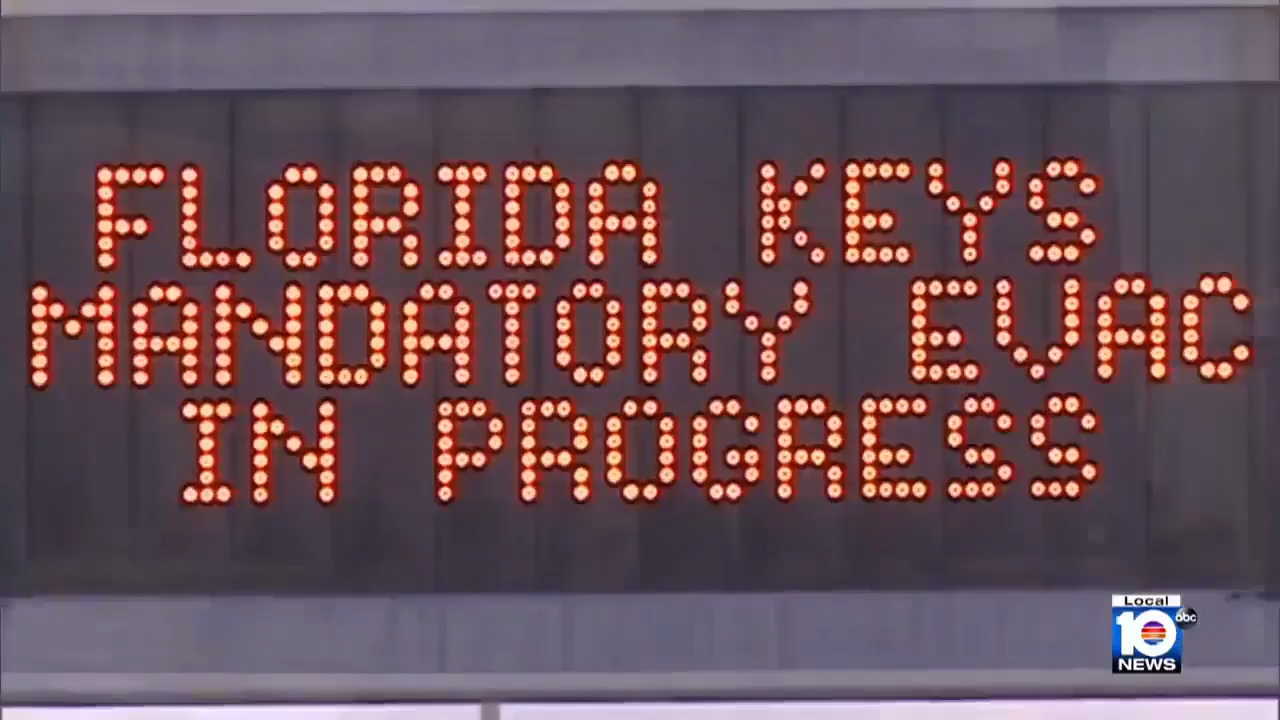 FLORIDA KEYS
MANDATORY EVAC
IN PROGRESS
Local
10
abc
NEWS